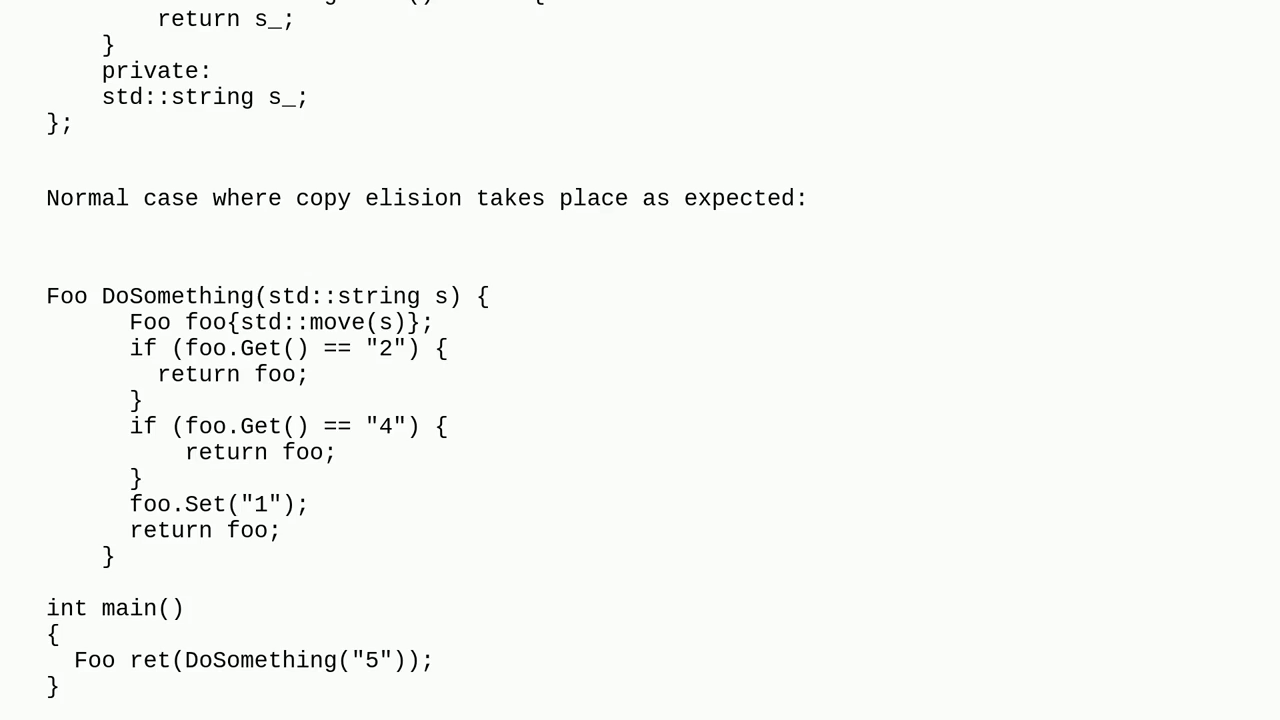 return s_;
}
private:
std::string s_;
};
Normal case where copy elision takes place as expected:
Foo DoSomething(std::string s) {
Foo foo{std::move(s)};
if (foo.Get() == "2") {
return foo;
}
if (foo.Get() == "4") {
return foo;
}
foo.Set("1");
return foo;
}
int main()
{
Foo ret(DoSomething("5"));
}